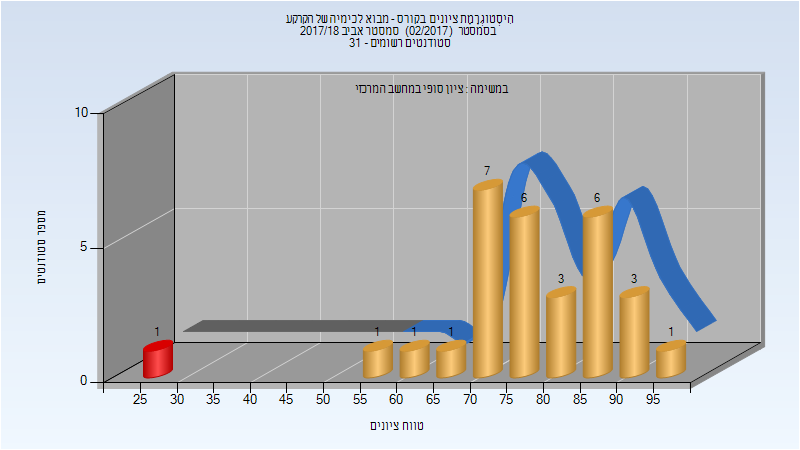 היסטוגרמת ציונים בקורס - מבוא לכימיה של הקרקע
בסמסטר (02/2017) סמסטר אביב 2017/18
סטודנטים רשומים - 31
במשימה : ציון סופי במחשב המרכזי
מספר סטודנטים
10
5
0
1
1
1
1
7
6
3
6
3
1
25 30 35 40 45 50 55 60 65 70 75 80 85 90 95
טווח ציונים